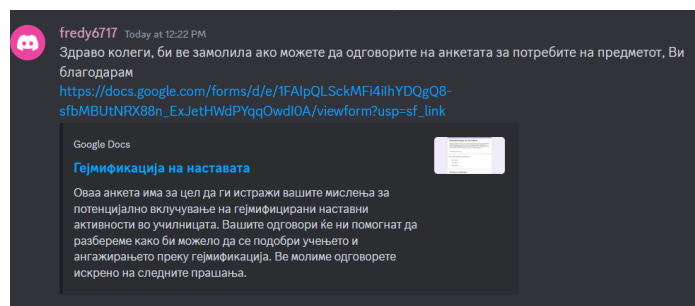 fredy6717 Today at 12:22 PM
Здраво колеги, би ве замолила ако можете да одговорите на анкетата за потребите на предметот, Ви
благодарам
https://docs.google.com/forms/d/e/1FAIpQLSckMFi4ilhYDQgQ8-
sfbMBUtNRX88n_ExJetHWdPYqqOwdI0A/viewform?usp=sf_link
Google Docs
Гејмификација на наставата
Оваа анкета има за цел да ги истражи вашите мислења за
потенцијално вклучување на гејмифицирани наставни
активности во училницата. Вашите одговори ќе ни помогнат да
разбереме како би можело да се подобри учењето и
ангажирањето преку гејмификација. Ве молиме одговорете
искрено на следните прашања.